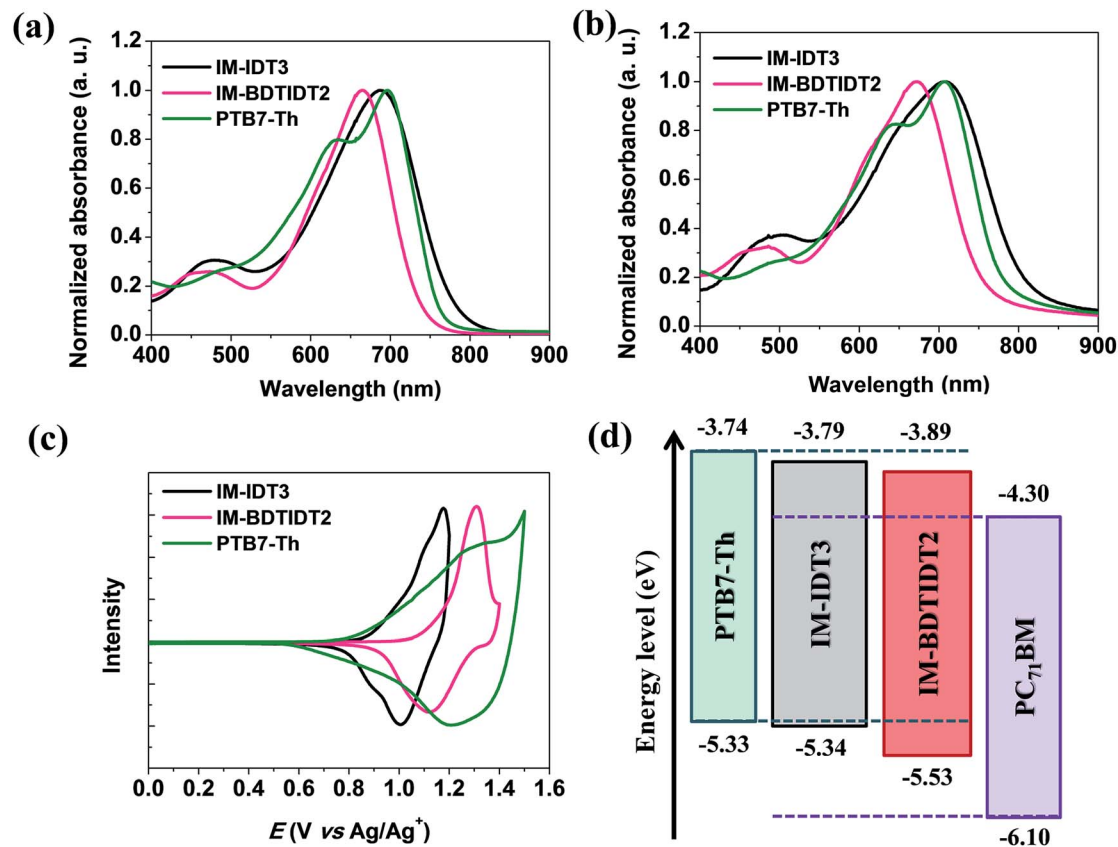 (a)
Normalized absorbance (a. u.)
1.2
1.0
0.8
0.6
0.4
0.2
0.0
IM-IDT3
IM-BDTIDT2
PTB7-Th
400 500 600 700 800 900
Wavelength (nm)
(b)
Normalized absorbance (a. u.)
1.2
1.0
0.8
0.6
0.4
0.2
0.0
IM-IDT3
IM-BDTIDT2
PTB7-Th
400 500 600 700 800 900
Wavelength (nm)
(c)
Intensity
IM-IDT3
IM-BDTIDT2
PTB7-Th
0.0 0.2 0.4 0.6 0.8 1.0 1.2 1.4 1.6
E (V vs Ag/Ag⁺)
(d)
Energy level (eV)
-3.74 -3.79 -3.89
-4.30
PTB7-Th
IM-IDT3
IM-BDTIDT2
PC₇₁BM
-5.33 -5.34
-5.53
-6.10